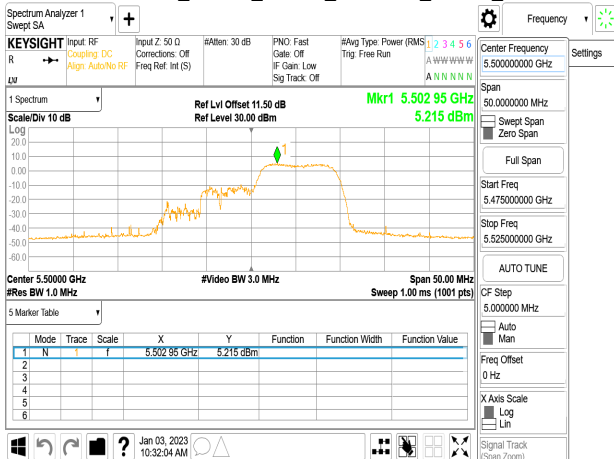 Spectrum Analyzer 1
Swept SA
Frequency
KEYSIGHT
R
Input: RF
Coupling: DC
Align: Auto/No RF
Input Z: 50 Ω
Corrections: Off
Freq Ref: Int (S)
#Atten: 30 dB
PNO: Fast
Gate: Off
IF Gain: Low
Sig Track: Off
#Avg Type: Power (RMS
Trig: Free Run
1 2 3 4 5 6
A W W W W W
A N N N N N
Settings
Center Frequency
5.500000000 GHz
Span
50.0000000 MHz
Swept Span
Zero Span
Full Span
Start Freq
5.475000000 GHz
Stop Freq
5.525000000 GHz
AUTO TUNE
CF Step
5.000000 MHz
Auto
Man
Freq Offset
0 Hz
X Axis Scale
Log
Lin
Signal Track
(Span Zoom)
1 Spectrum
Scale/Div 10 dB
Ref Lvl Offset 11.50 dB
Ref Level 30.00 dBm
Mkr1 5.502 95 GHz
5.215 dBm
Log
20.0
10.0
0.00
-10.0
-20.0
-30.0
-40.0
-50.0
-60.0
1
Center 5.50000 GHz
#Res BW 1.0 MHz
#Video BW 3.0 MHz
Span 50.00 MHz
Sweep 1.00 ms (1001 pts)
5 Marker Table
Mode Trace Scale X Y Function Function Width Function Value
1 N 1 f 5.502 95 GHz 5.215 dBm
2
3
4
5
6
?
Jan 03, 2023
10:32:04 AM